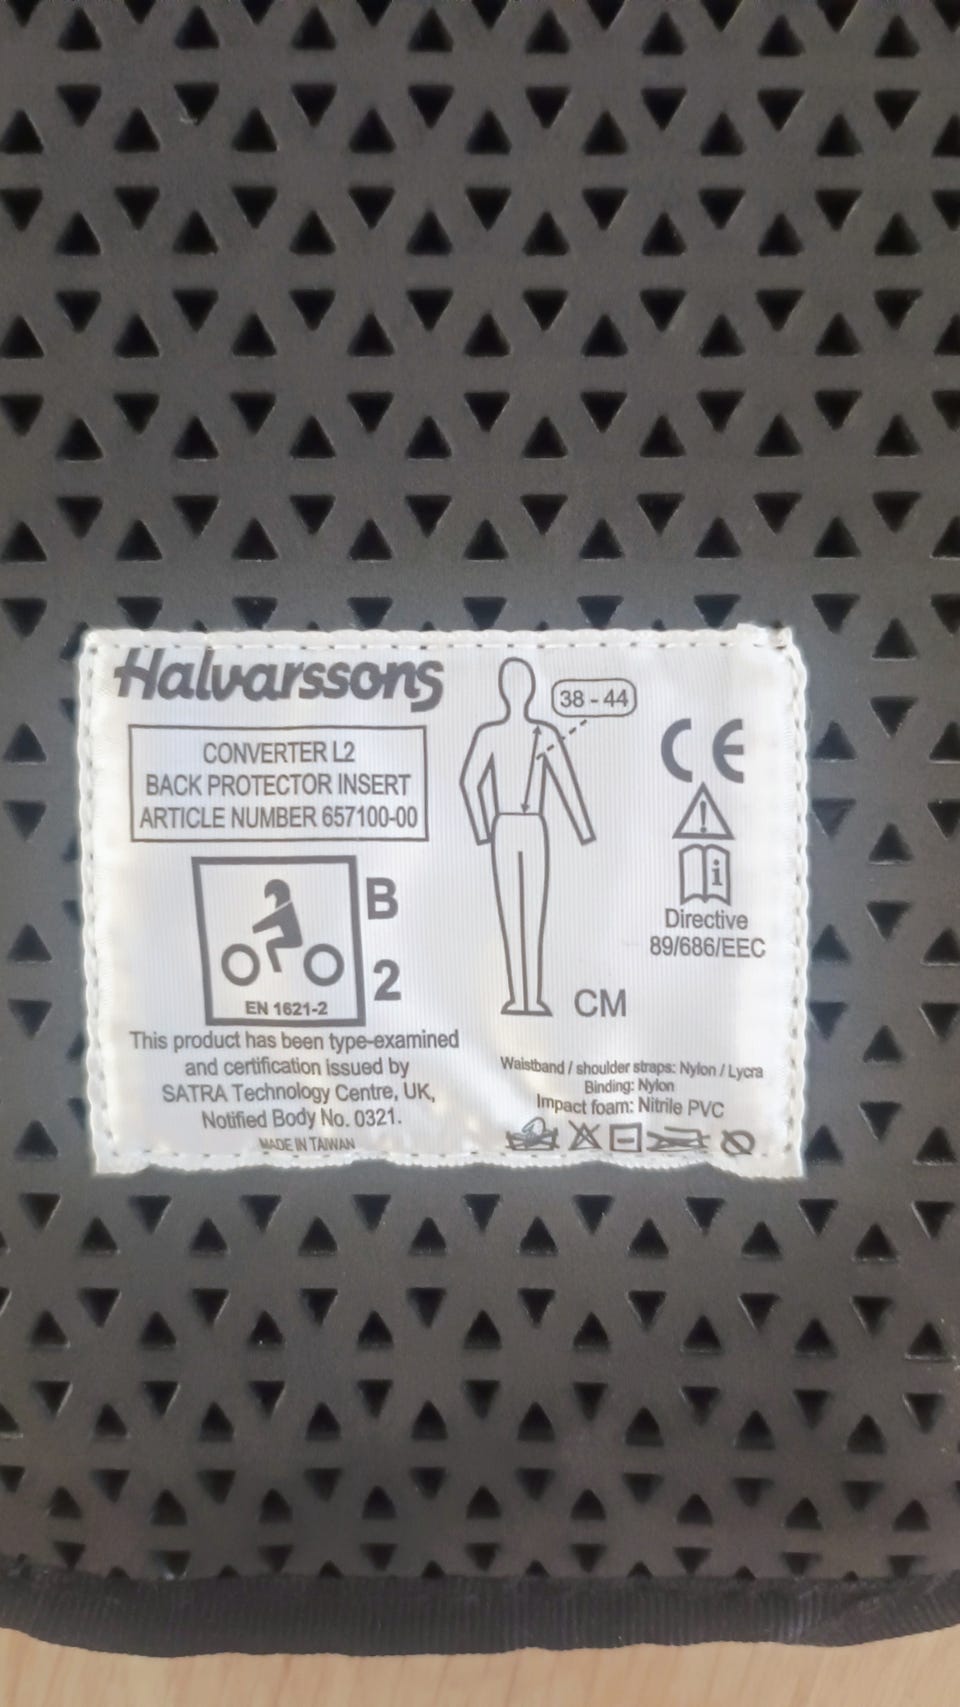 Halvarssons
CONVERTER L2
BACK PROTECTOR INSERT
ARTICLE NUMBER 657100-00
B
2
EN 1621-2
This product has been type-examined
and certification issued by
SATRA Technology Centre, UK,
Notified Body No. 0321.
MADE IN TAIWAN
38 - 44
CM
CE
i
Directive
89/686/EEC
Waistband / shoulder straps: Nylon / Lycra
Binding: Nylon
Impact foam: Nitrile PVC